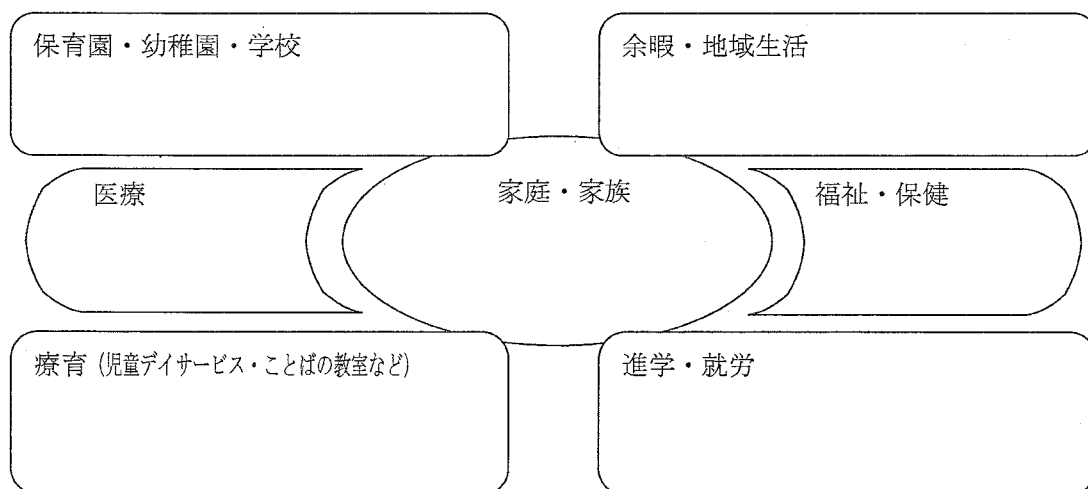 保育園・幼稚園・学校
余暇・地域生活
医療
家庭・家族
福祉・保健
療育（児童デイサービス・ことばの教室など）
進学・就労